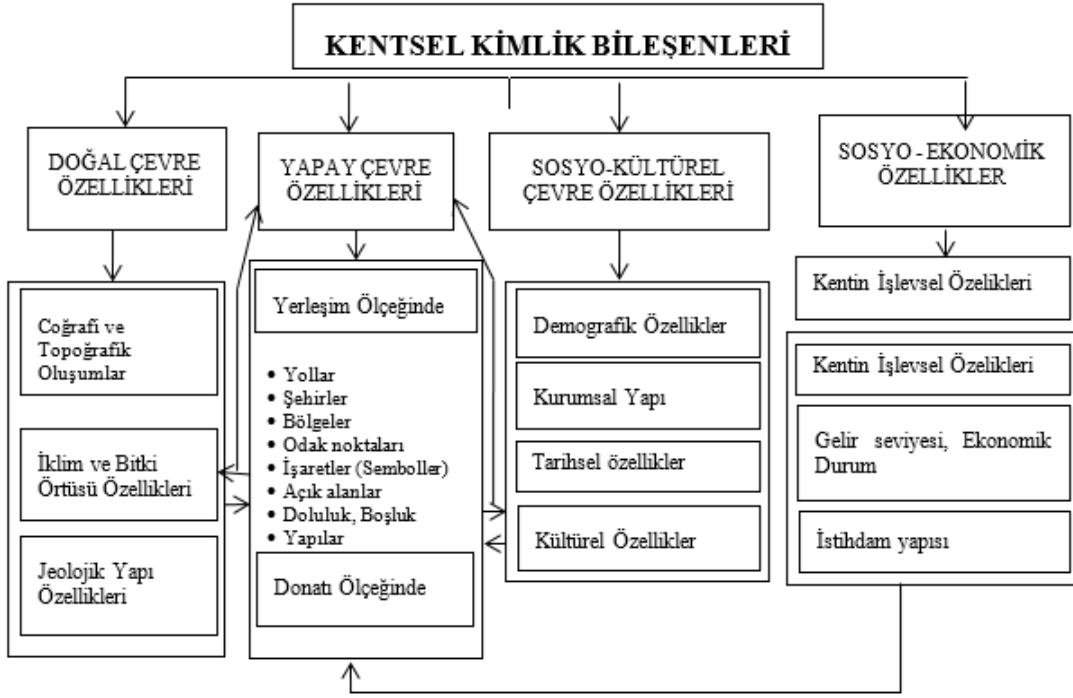 KENTSEL KİMLİK BİLEŞENLERİ
DOĞAL ÇEVRE
ÖZELLİKLERİ
YAPAY ÇEVRE
ÖZELLİKLERİ
SOSYO-KÜLTÜREL
ÇEVRE ÖZELLİKLERİ
SOSYO - EKONOMİK
ÖZELLİKLER
Coğrafi ve
Topoğrafik
Oluşumlar
İklim ve Bitki
Örtüsü Özellikleri
Jeolojik Yapı
Özellikleri
Yerleşim Ölçeğinde
• Yollar
• Şehirler
• Bölgeler
• Odak noktaları
• İşaretler (Semboller)
• Açık alanlar
• Doluluk, Boşluk
• Yapılar
Donatı Ölçeğinde
Demografik Özellikler
Kurumsal Yapı
Tarihsel özellikler
Kültürel Özellikler
Kentin İşlevsel Özelikleri
Kentin İşlevsel Özelikleri
Gelir seviyesi, Ekonomik
Durum
İstihdam yapısı